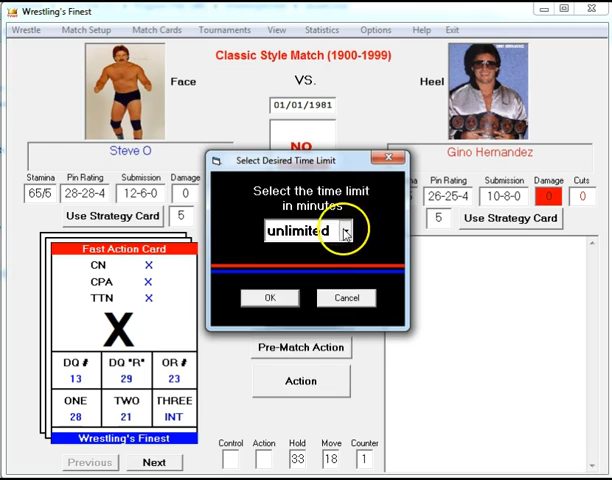 Wrestling's Finest
Wrestle Match Setup Match Cards Tournaments View Statistics Options Help Exit
Classic Style Match (1900-1999)
Face VS. Heel
01/01/1981
NO
Steve O
Gino Hernandez
Stamina Pin Rating Submission Damage
65/5 28-28-4 12-6-0 0
Pin Rating Submission Damage Cuts
26-25-4 10-8-0 0 0
Use Strategy Card 5
5 Use Strategy Card
Select Desired Time Limit
Select the time limit
in minutes
unlimited
OK Cancel
Fast Action Card
CN X
CPA X
TTN X
X
DQ # DQ "R" OR #
13 29 23
ONE TWO THREE
28 21 INT
Wrestling's Finest
Previous Next
Pre-Match Action
Action
Control Action Hold Move Counter
33 18 1